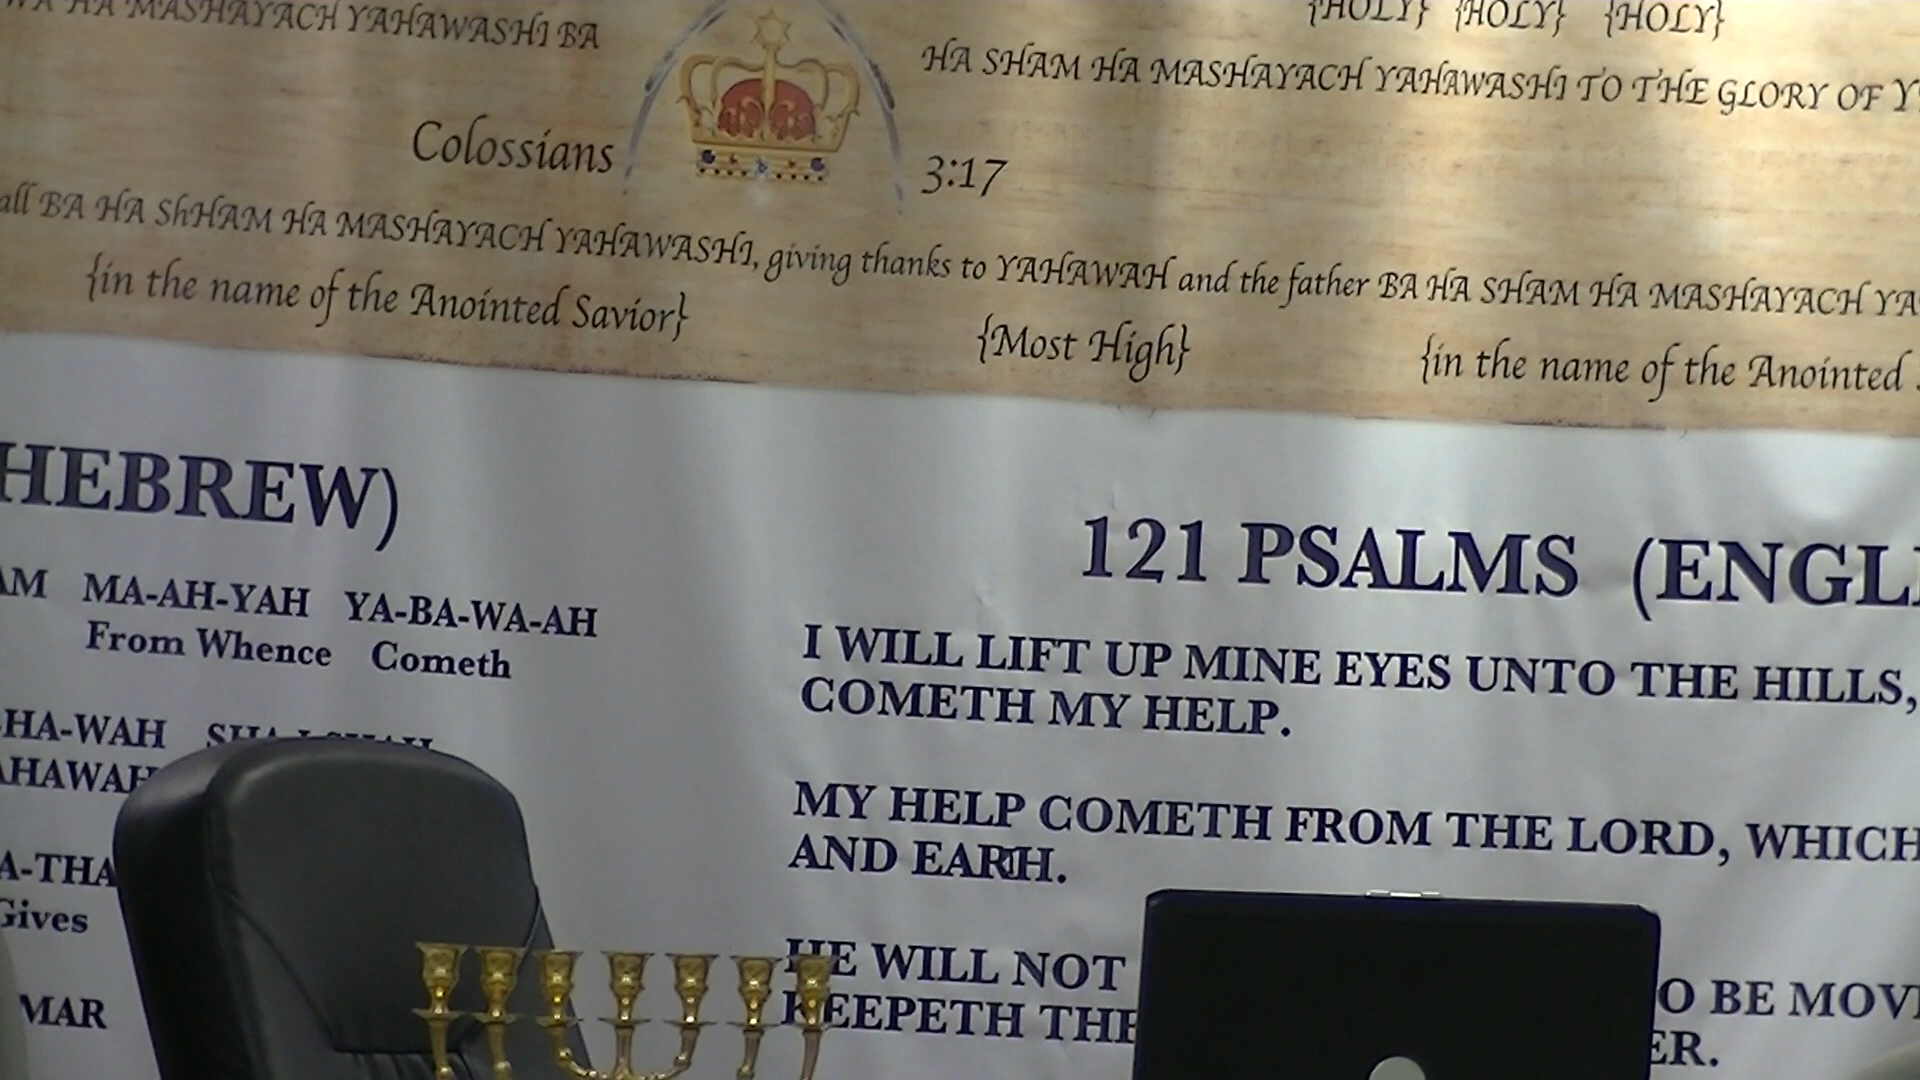 HA MASHAYACH YAHAWASHI BA
{HOLY} {HOLY} {HOLY}
HA SHAM HA MASHAYACH YAHAWASHI TO THE GLORY OF
Colossians 3:17
all BA HA ShHAM HA MASHAYACH YAHAWASHI, giving thanks to YAHAWAH and the father BA HA SHAM HA MASHAYACH YA
{in the name of the Anointed Savior} {Most High} {in the name of the Anointed
HEBREW)
AM MA-AH-YAH YA-BA-WA-AH
From Whence Cometh
HA-WAH
AHAWAH
A-THA
Gives
MAR
121 PSALMS (ENGLI
I WILL LIFT UP MINE EYES UNTO THE HILLS,
COMETH MY HELP.
MY HELP COMETH FROM THE LORD, WHICH
AND EARTH.
HE WILL NOT O BE MOV
KEEPETH THE ER.